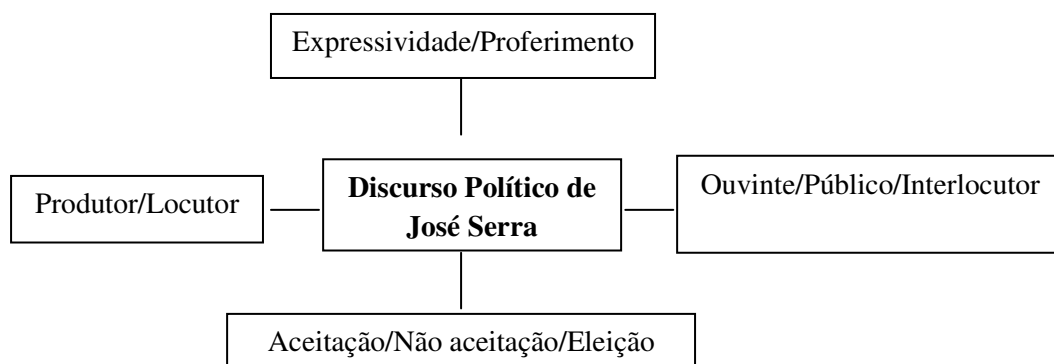 Expressividade/Proferimento
Produtor/Locutor
Discurso Político de
José Serra
Ouvinte/Público/Interlocutor
Aceitação/Não aceitação/Eleição